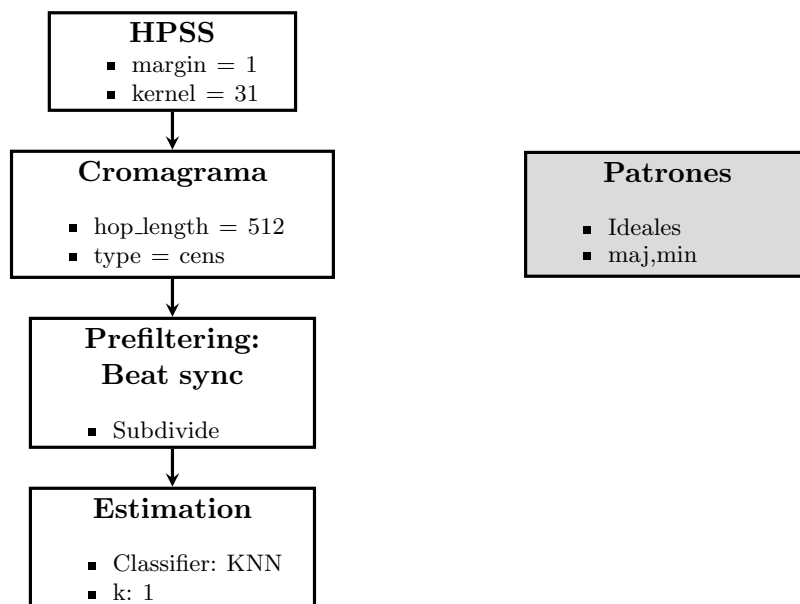 HPSS
▪ margin = 1
▪ kernel = 31
Cromagrama
▪ hop_length = 512
▪ type = cens
Prefiltering:
Beat sync
▪ Subdivide
Estimation
▪ Classifier: KNN
▪ k: 1
Patrones
▪ Ideales
▪ maj,min